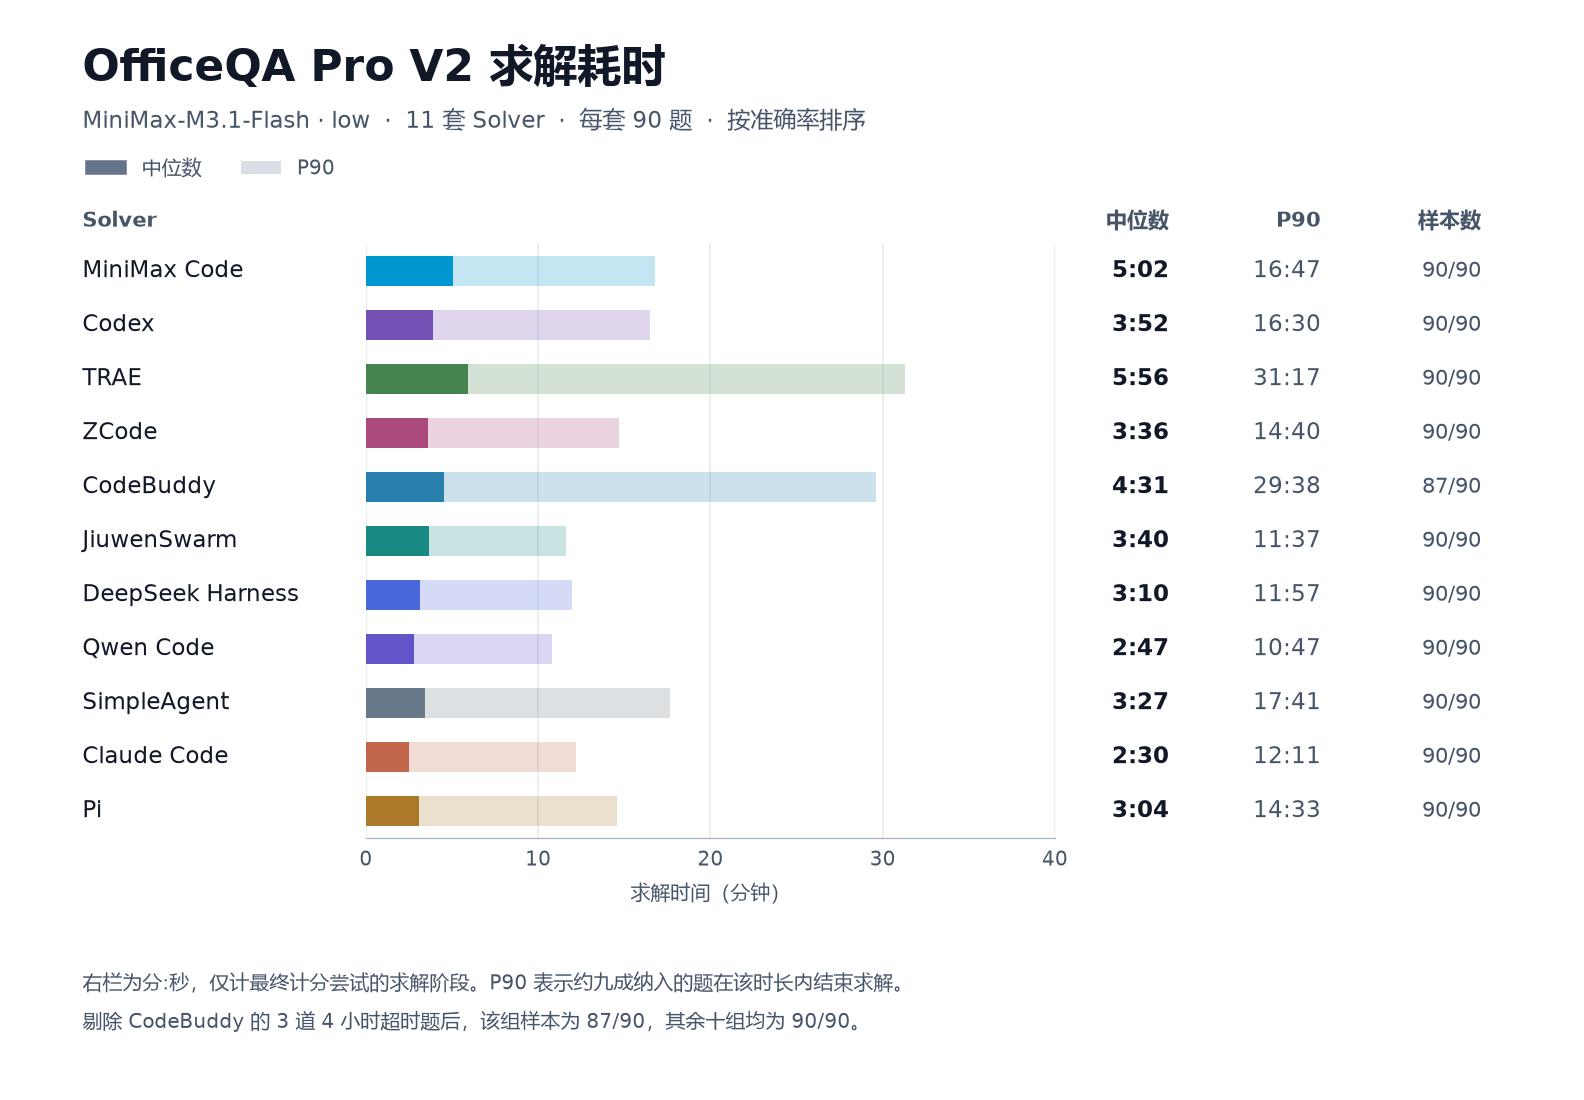 OfficeQA Pro V2 求解耗时
MiniMax-M3.1-Flash · low · 11 套 Solver · 每套 90 题 · 按准确率排序
中位数 P90
Solver 中位数 P90 样本数
MiniMax Code 5:02 16:47 90/90
Codex 3:52 16:30 90/90
TRAE 5:56 31:17 90/90
ZCode 3:36 14:40 90/90
CodeBuddy 4:31 29:38 87/90
JiuwenSwarm 3:40 11:37 90/90
DeepSeek Harness 3:10 11:57 90/90
Qwen Code 2:47 10:47 90/90
SimpleAgent 3:27 17:41 90/90
Claude Code 2:30 12:11 90/90
Pi 3:04 14:33 90/90
0 10 20 30 40
求解时间（分钟）
右栏为分:秒，仅计最终计分尝试的求解阶段。P90 表示约九成纳入的题在该时长内结束求解。
剔除 CodeBuddy 的 3 道 4 小时超时题后，该组样本为 87/90，其余十组均为 90/90。